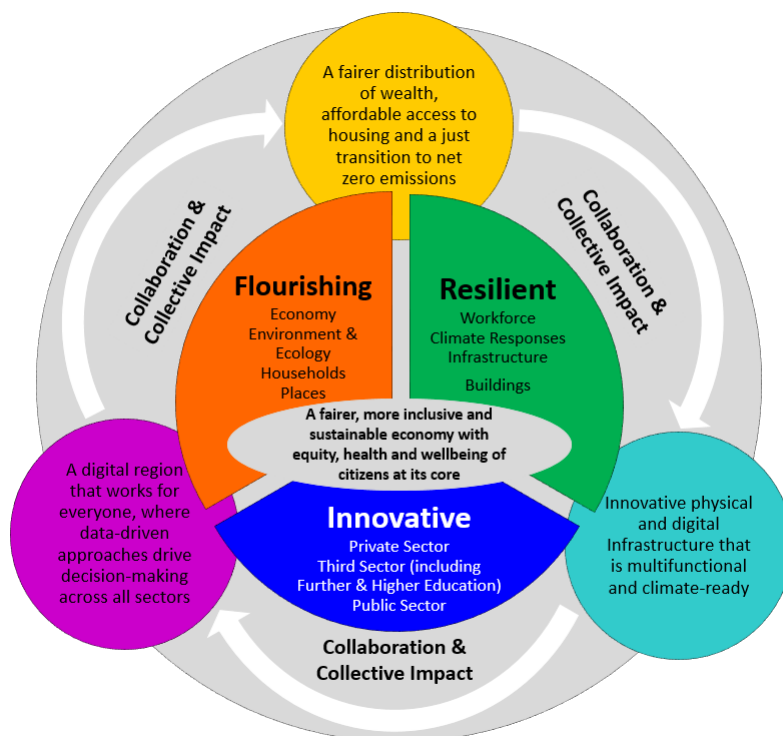 A fairer distribution
of wealth,
affordable access to
housing and a just
transition to net
zero emissions
Collaboration &
Collective Impact
Collaboration &
Collective Impact
Flourishing
Economy
Environment &
Ecology
Households
Places
Resilient
Workforce
Climate Responses
Infrastructure
Buildings
A fairer, more inclusive and
sustainable economy with
equity, health and wellbeing of
citizens at its core
A digital region
that works for
everyone, where
data-driven
approaches drive
decision-making
across all sectors
Innovative
Private Sector
Third Sector (including
Further & Higher Education)
Public Sector
Innovative physical
and digital
Infrastructure that
is multifunctional
and climate-ready
Collaboration &
Collective Impact